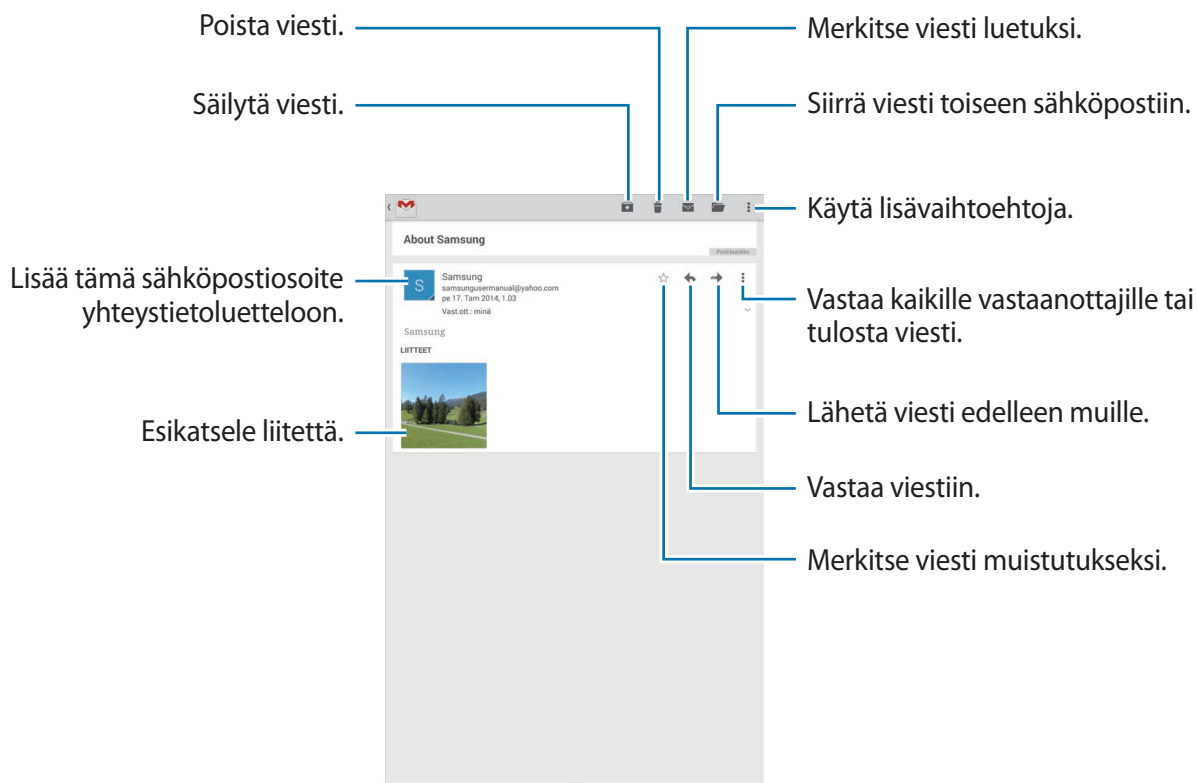 Poista viesti.
Merkitse viesti luetuksi.
Säilytä viesti.
Siirrä viesti toiseen sähköpostiin.
Käytä lisävaihtoehtoja.
About Samsung
Postilaatikko
Lisää tämä sähköpostiosoite
yhteystietoluetteloon.
S
Samsung
samsungusermanual@yahoo.com
pe 17. Tam 2014, 1.03
Vast.ott.: minä
Vastaa kaikille vastaanottajille tai
tulosta viesti.
Samsung
LIITTEET
Esikatsele liitettä.
Lähetä viesti edelleen muille.
Vastaa viestiin.
Merkitse viesti muistutukseksi.